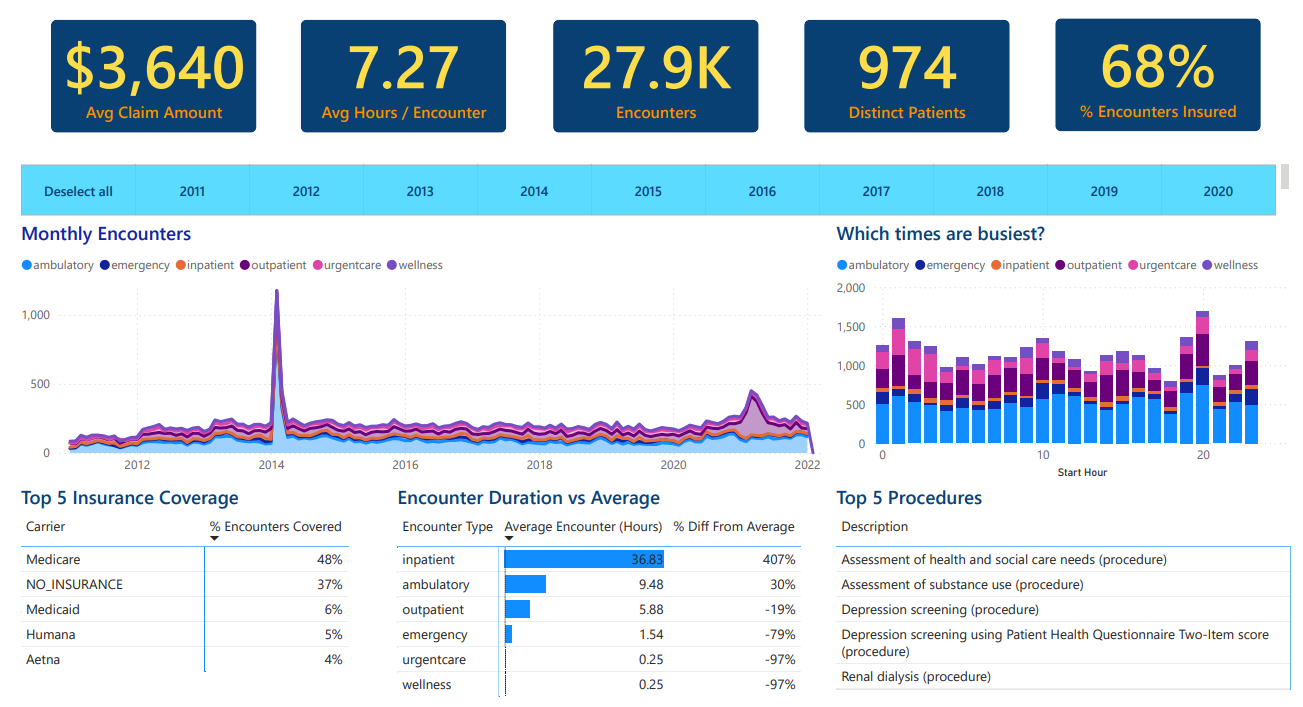 $3,640
Avg Claim Amount
7.27
Avg Hours / Encounter
27.9K
Encounters
974
Distinct Patients
68%
% Encounters Insured
Deselect all 2011 2012 2013 2014 2015 2016 2017 2018 2019 2020
Monthly Encounters
ambulatory emergency inpatient outpatient urgentcare wellness
1,000
500
0
2012 2014 2016 2018 2020 2022
Which times are busiest?
ambulatory emergency inpatient outpatient urgentcare wellness
2,000
1,500
1,000
500
0
0 10 20
Start Hour
Top 5 Insurance Coverage
Carrier % Encounters Covered
Medicare 48%
NO_INSURANCE 37%
Medicaid 6%
Humana 5%
Aetna 4%
Encounter Duration vs Average
Encounter Type Average Encounter (Hours) % Diff From Average
inpatient 36.83 407%
ambulatory 9.48 30%
outpatient 5.88 -19%
emergency 1.54 -79%
urgentcare 0.25 -97%
wellness 0.25 -97%
Top 5 Procedures
Description
Assessment of health and social care needs (procedure)
Assessment of substance use (procedure)
Depression screening (procedure)
Depression screening using Patient Health Questionnaire Two-Item score
(procedure)
Renal dialysis (procedure)